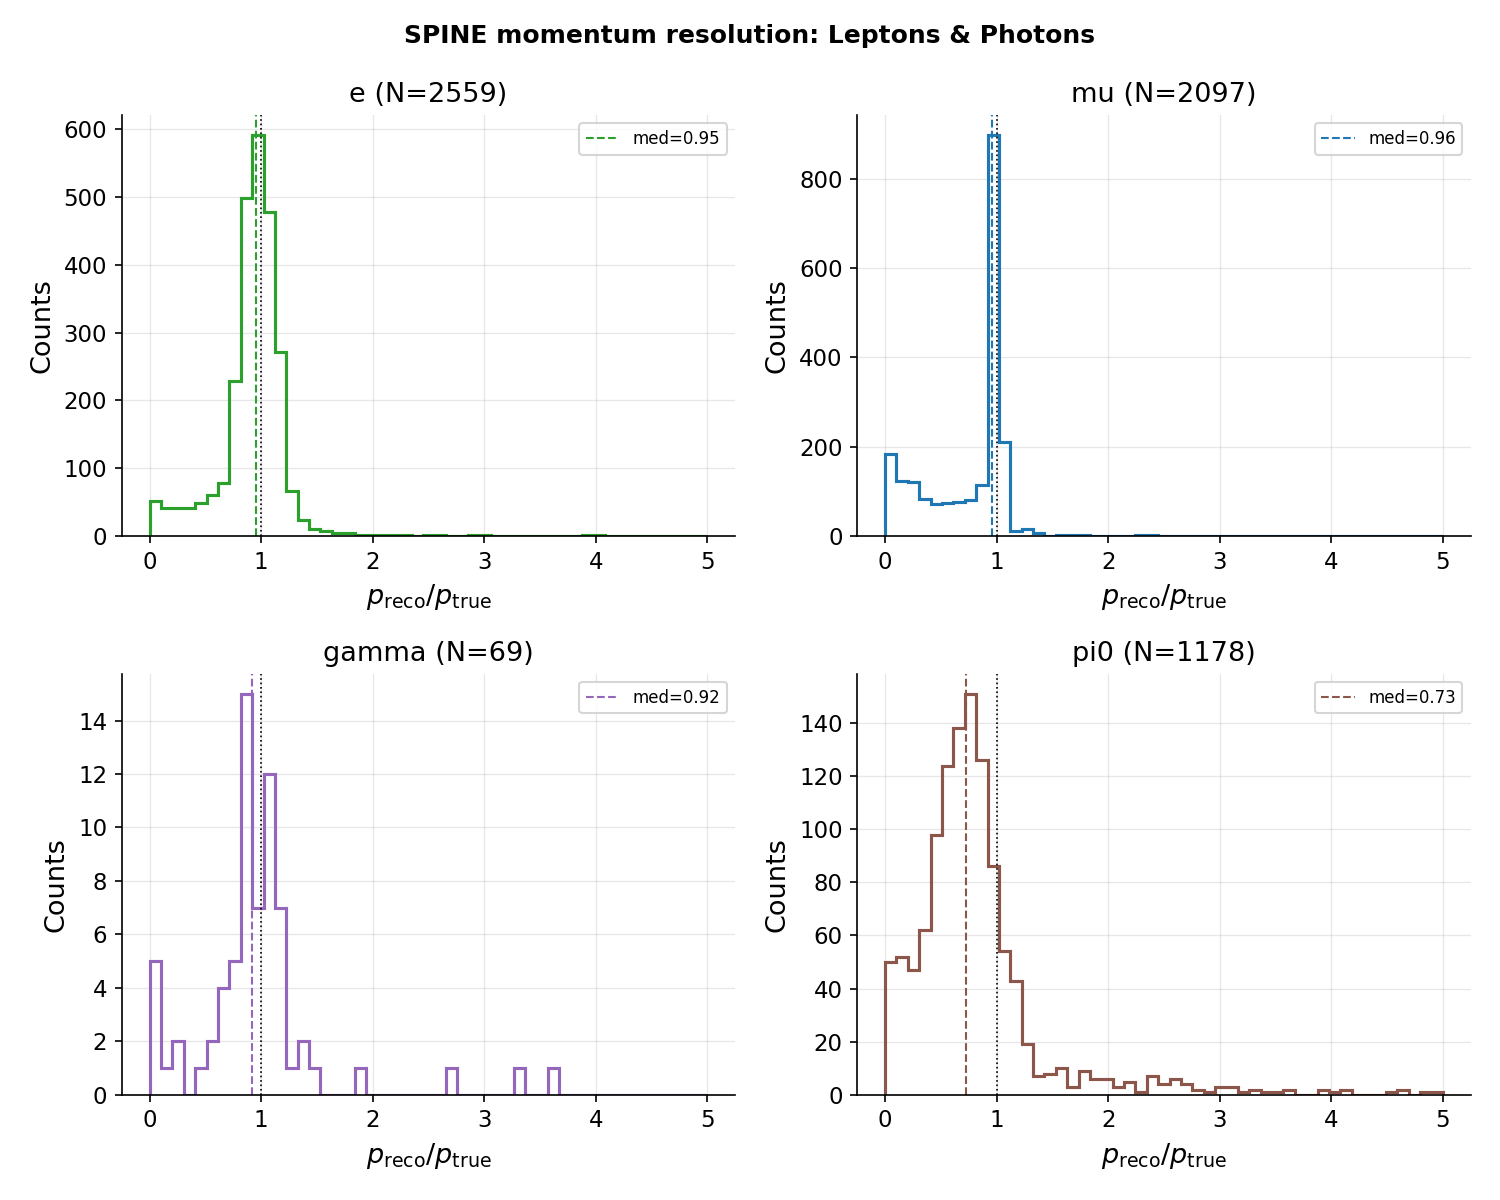 SPINE momentum resolution: Leptons & Photons
e (N=2559)
600
500
400
300
200
100
0
Counts
med=0.95
0 1 2 3 4 5
p_reco/p_true
mu (N=2097)
800
600
400
200
0
Counts
med=0.96
0 1 2 3 4 5
p_reco/p_true
gamma (N=69)
14
12
10
8
6
4
2
0
Counts
med=0.92
0 1 2 3 4 5
p_reco/p_true
pi0 (N=1178)
140
120
100
80
60
40
20
0
Counts
med=0.73
0 1 2 3 4 5
p_reco/p_true